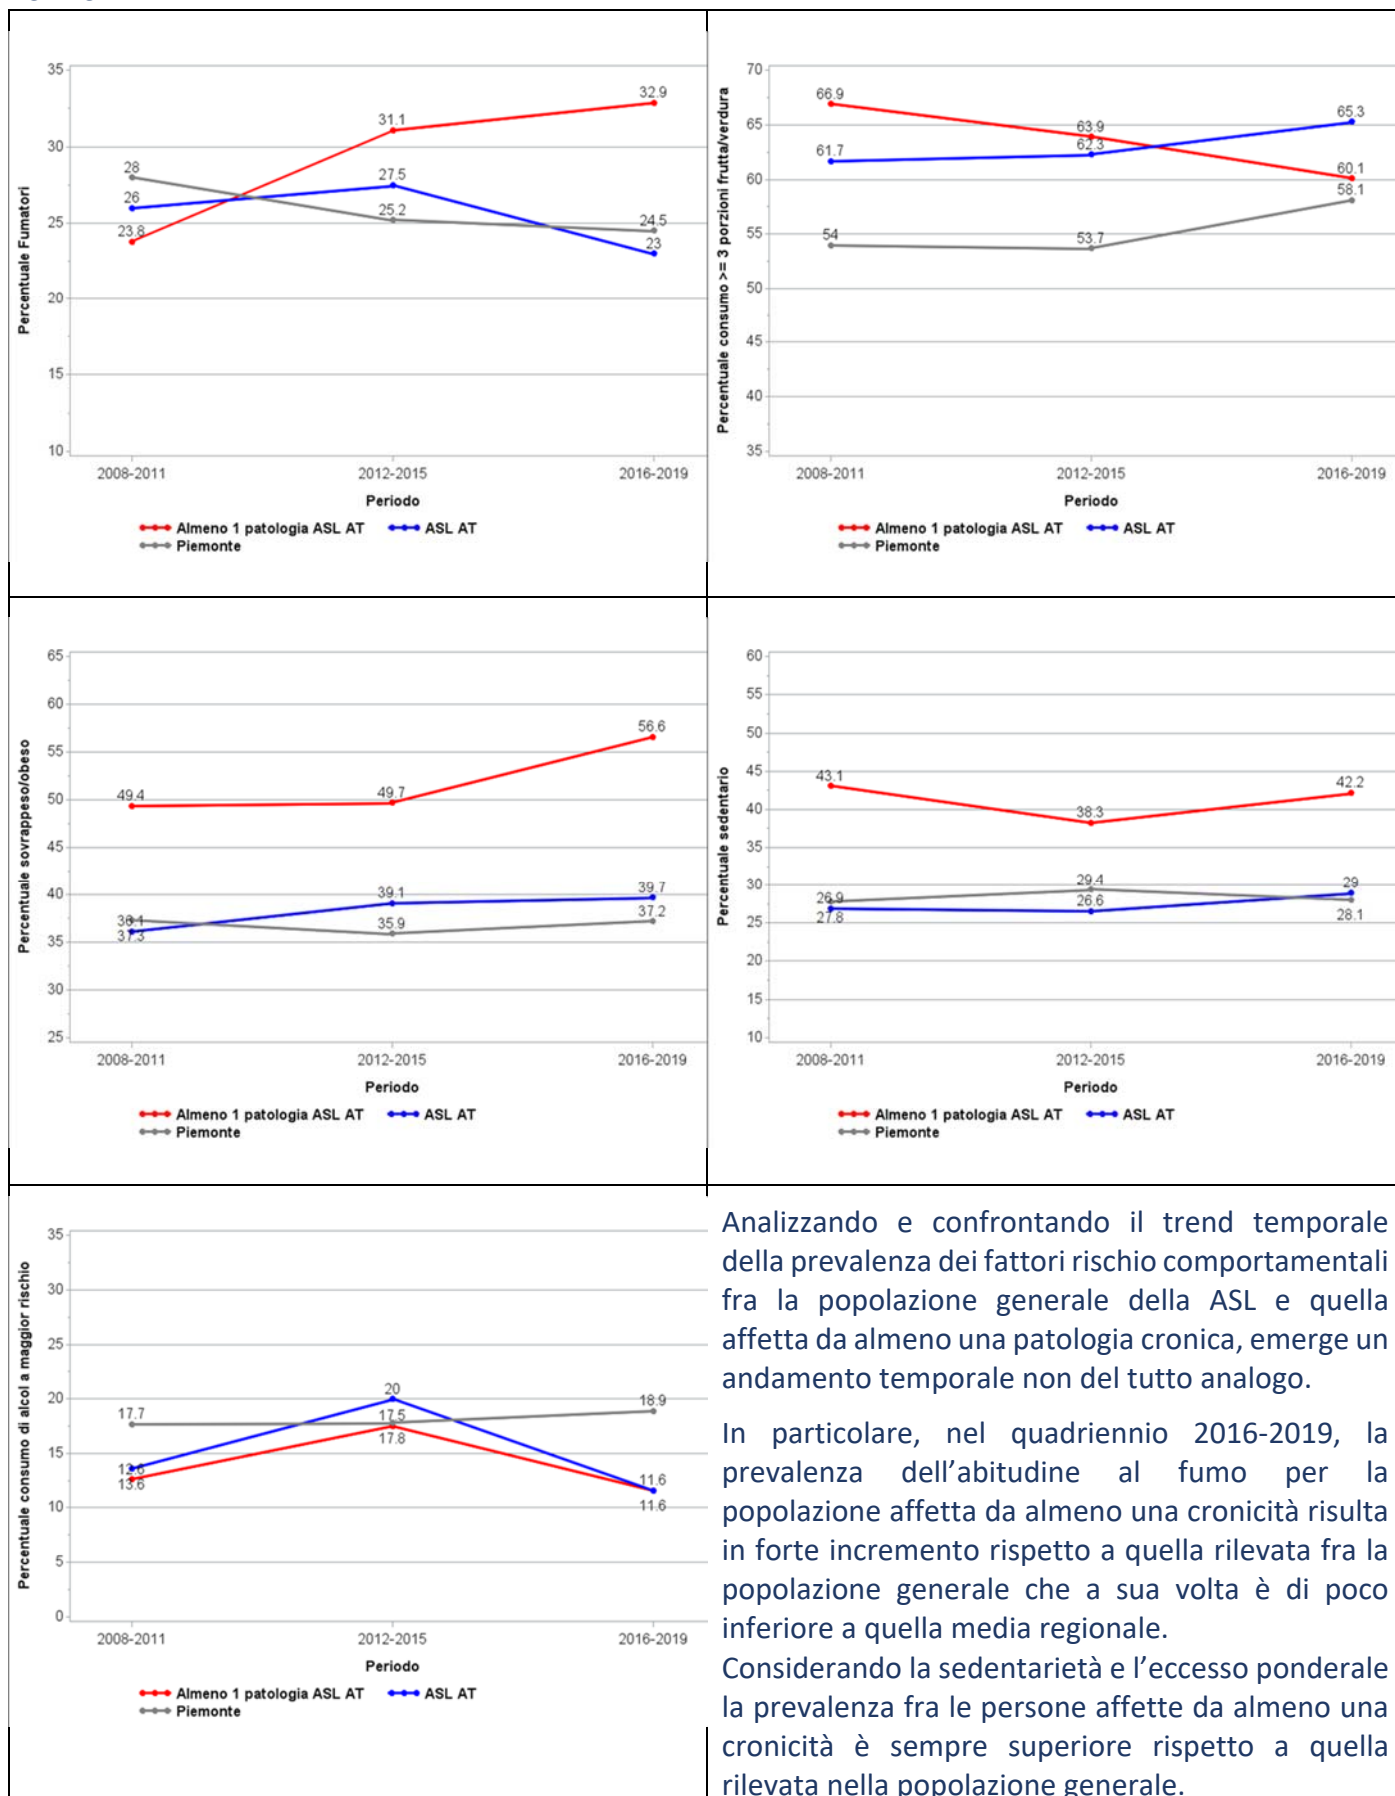 35
30
25
20
15
10
Percentuale Fumatori
28
26
23.8
31.1
27.5
25.2
32.9
24.5
23
2008-2011 2012-2015 2016-2019
Periodo
Almeno 1 patologia ASL AT ASL AT
Piemonte
70
65
60
55
50
45
40
35
Percentuale consumo >= 3 porzioni frutta/verdura
66.9
61.7
54
63.9
62.3
53.7
65.3
60.1
58.1
2008-2011 2012-2015 2016-2019
Periodo
Almeno 1 patologia ASL AT ASL AT
Piemonte
65
60
55
50
45
40
35
30
25
Percentuale sovrappeso/obeso
49.4
36.1
37.3
49.7
39.1
35.9
56.6
39.7
37.2
2008-2011 2012-2015 2016-2019
Periodo
Almeno 1 patologia ASL AT ASL AT
Piemonte
60
55
50
45
40
35
30
25
20
15
10
Percentuale sedentario
43.1
26.9
27.8
38.3
29.4
26.6
42.2
29
28.1
2008-2011 2012-2015 2016-2019
Periodo
Almeno 1 patologia ASL AT ASL AT
Piemonte
35
30
25
20
15
10
5
0
Percentuale consumo di alcol a maggior rischio
17.7
12.6
13.6
20
17.5
17.8
18.9
11.6
11.6
2008-2011 2012-2015 2016-2019
Periodo
Almeno 1 patologia ASL AT ASL AT
Piemonte
Analizzando e confrontando il trend temporale
della prevalenza dei fattori rischio comportamentali
fra la popolazione generale della ASL e quella
affetta da almeno una patologia cronica, emerge un
andamento temporale non del tutto analogo.
In particolare, nel quadriennio 2016-2019, la
prevalenza dell'abitudine al fumo per la
popolazione affetta da almeno una cronicità risulta
in forte incremento rispetto a quella rilevata fra la
popolazione generale che a sua volta è di poco
inferiore a quella media regionale.
Considerando la sedentarietà e l'eccesso ponderale
la prevalenza fra le persone affette da almeno una
cronicità è sempre superiore rispetto a quella
rilevata nella popolazione generale.